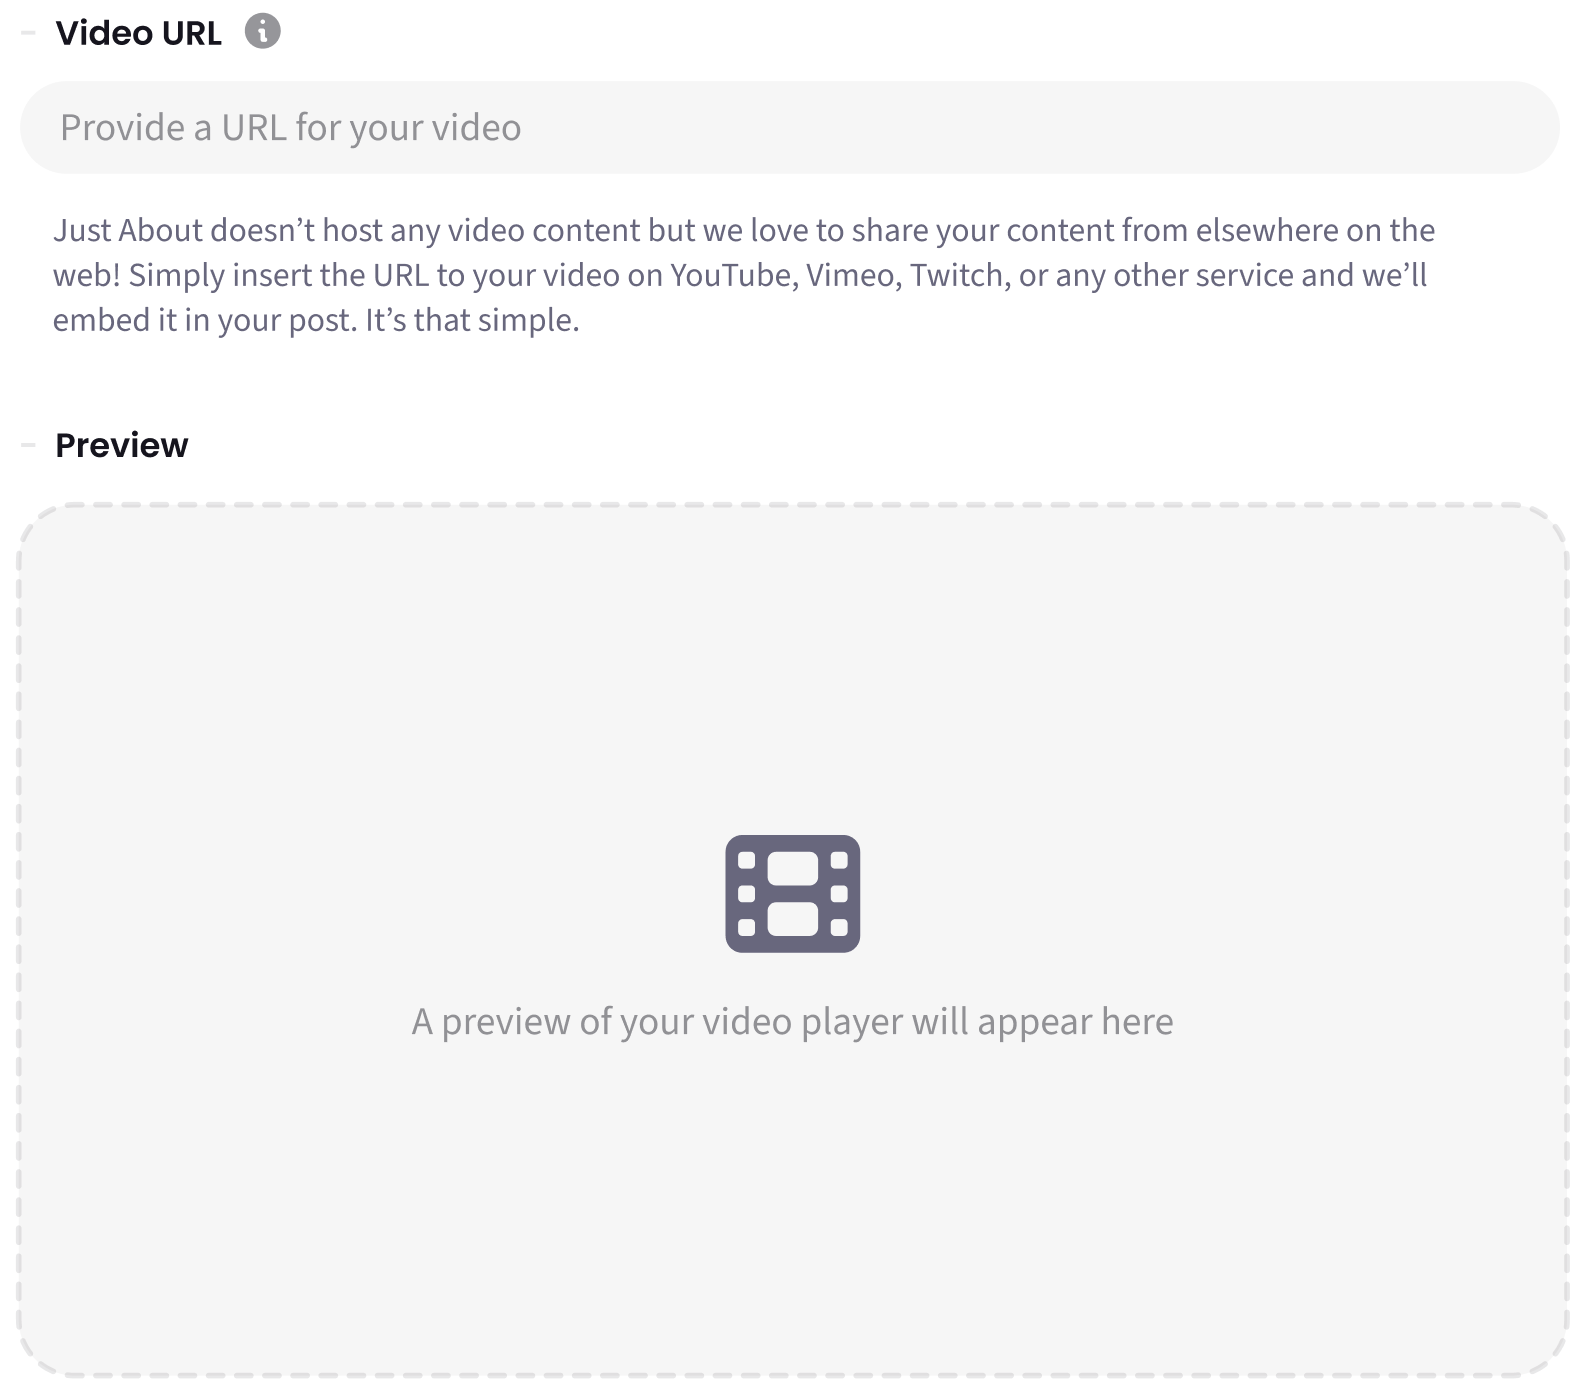 Video URL
Provide a URL for your video
Just About doesn’t host any video content but we love to share your content from elsewhere on the
web! Simply insert the URL to your video on YouTube, Vimeo, Twitch, or any other service and we’ll
embed it in your post. It’s that simple.
Preview
A preview of your video player will appear here